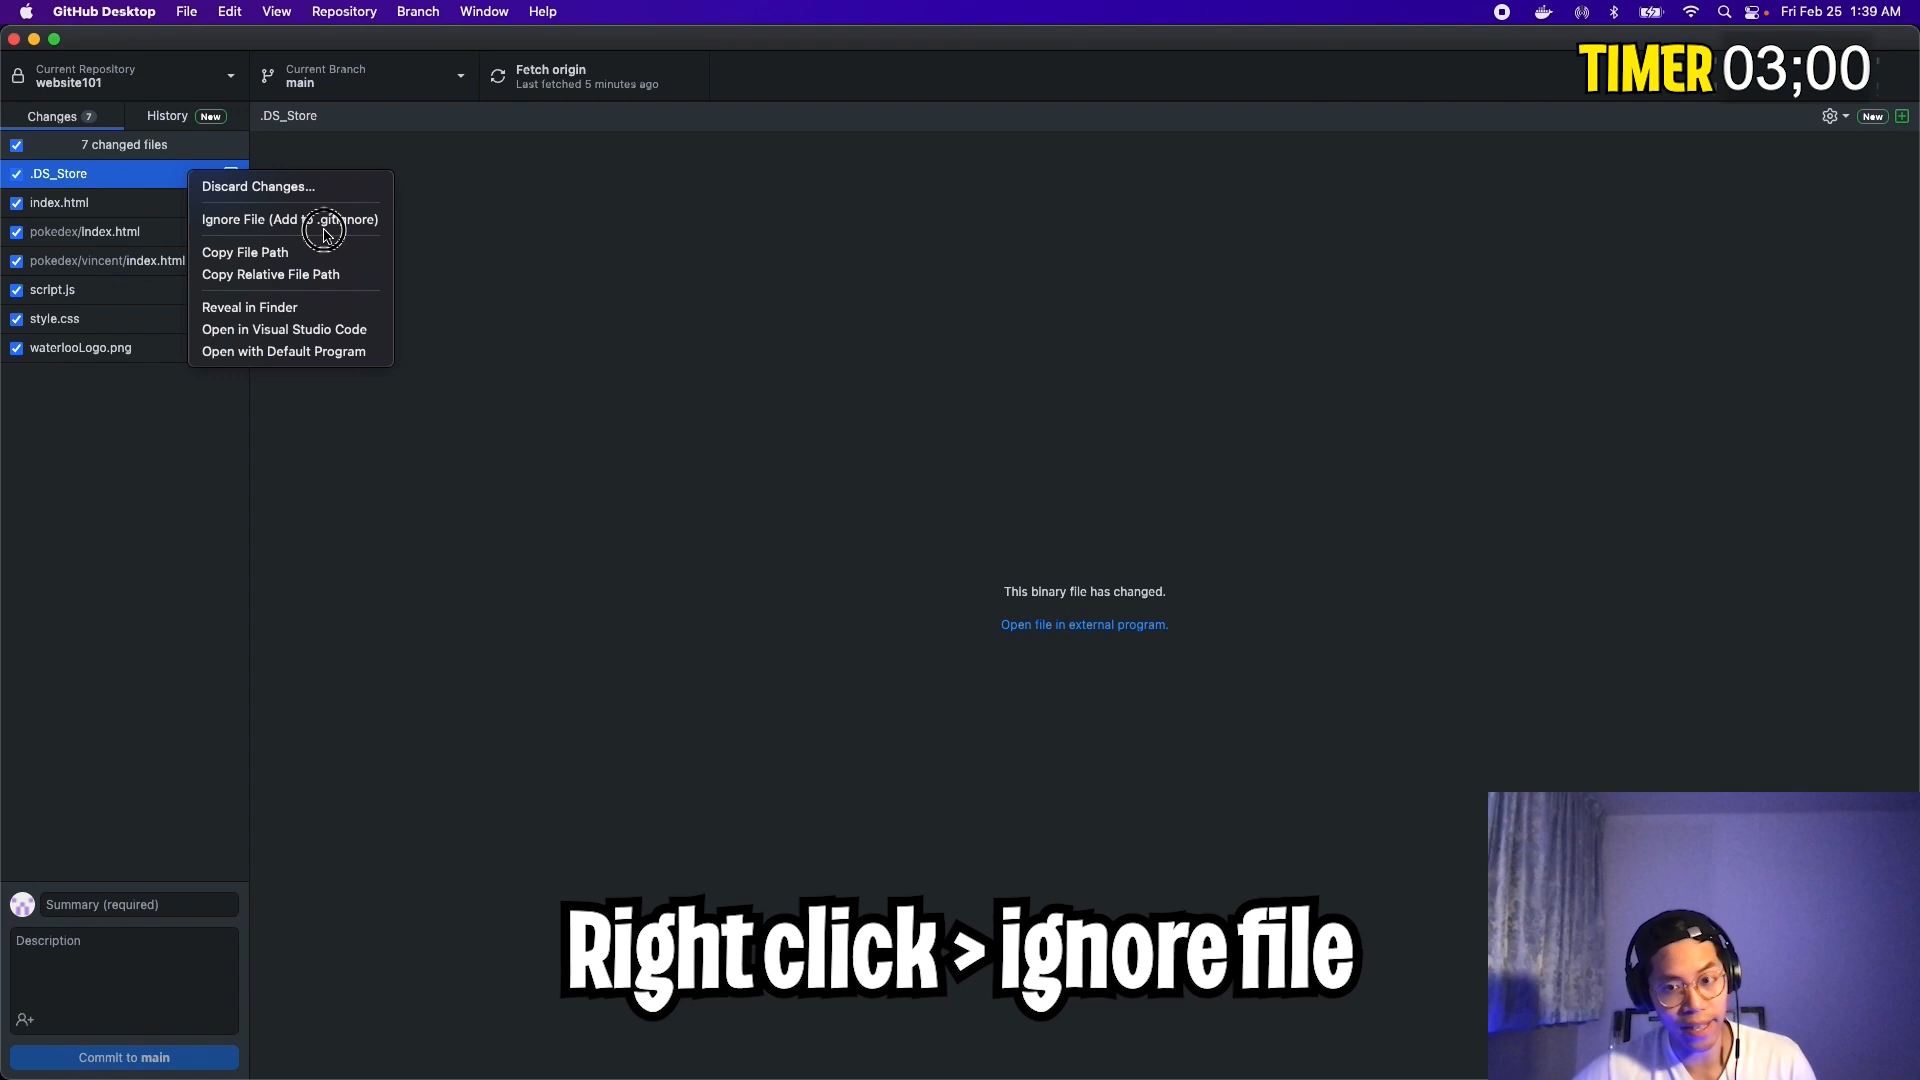 GitHub Desktop File Edit View Repository Branch Window Help Fri Feb 25 1:39 AM
TIMER 03;00
Current Repository
website101
Current Branch
main
Fetch origin
Last fetched 5 minutes ago
Changes 7 History New
.DS_Store
New
7 changed files
.DS_Store
index.html
pokedex/index.html
pokedex/vincent/index.html
script.js
style.css
waterlooLogo.png
Discard Changes...
Ignore File (Add to .gitignore)
Copy File Path
Copy Relative File Path
Reveal in Finder
Open in Visual Studio Code
Open with Default Program
This binary file has changed.
Open file in external program.
Summary (required)
Description
Commit to main
Right click > ignore file